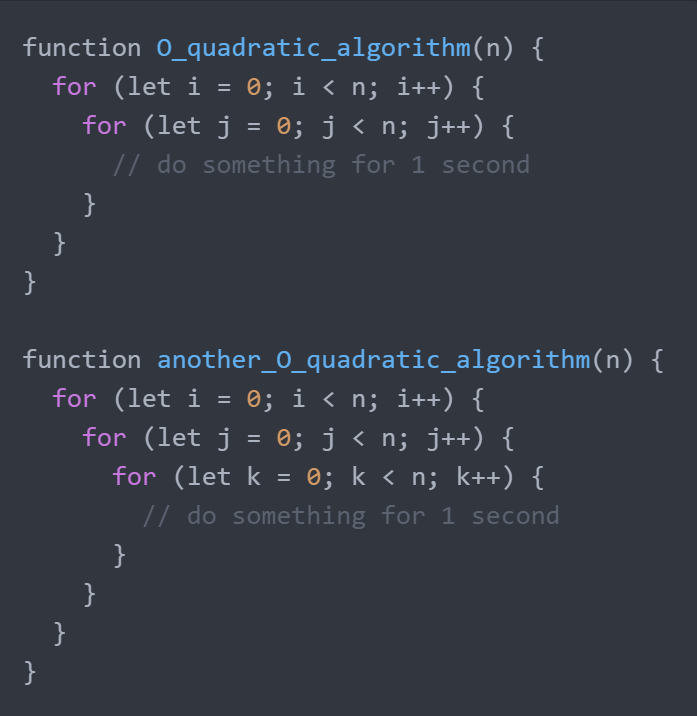 function O_quadratic_algorithm(n) {
  for (let i = 0; i < n; i++) {
    for (let j = 0; j < n; j++) {
      // do something for 1 second
    }
  }
}

function another_O_quadratic_algorithm(n) {
  for (let i = 0; i < n; i++) {
    for (let j = 0; j < n; j++) {
      for (let k = 0; k < n; k++) {
        // do something for 1 second
      }
    }
  }
}